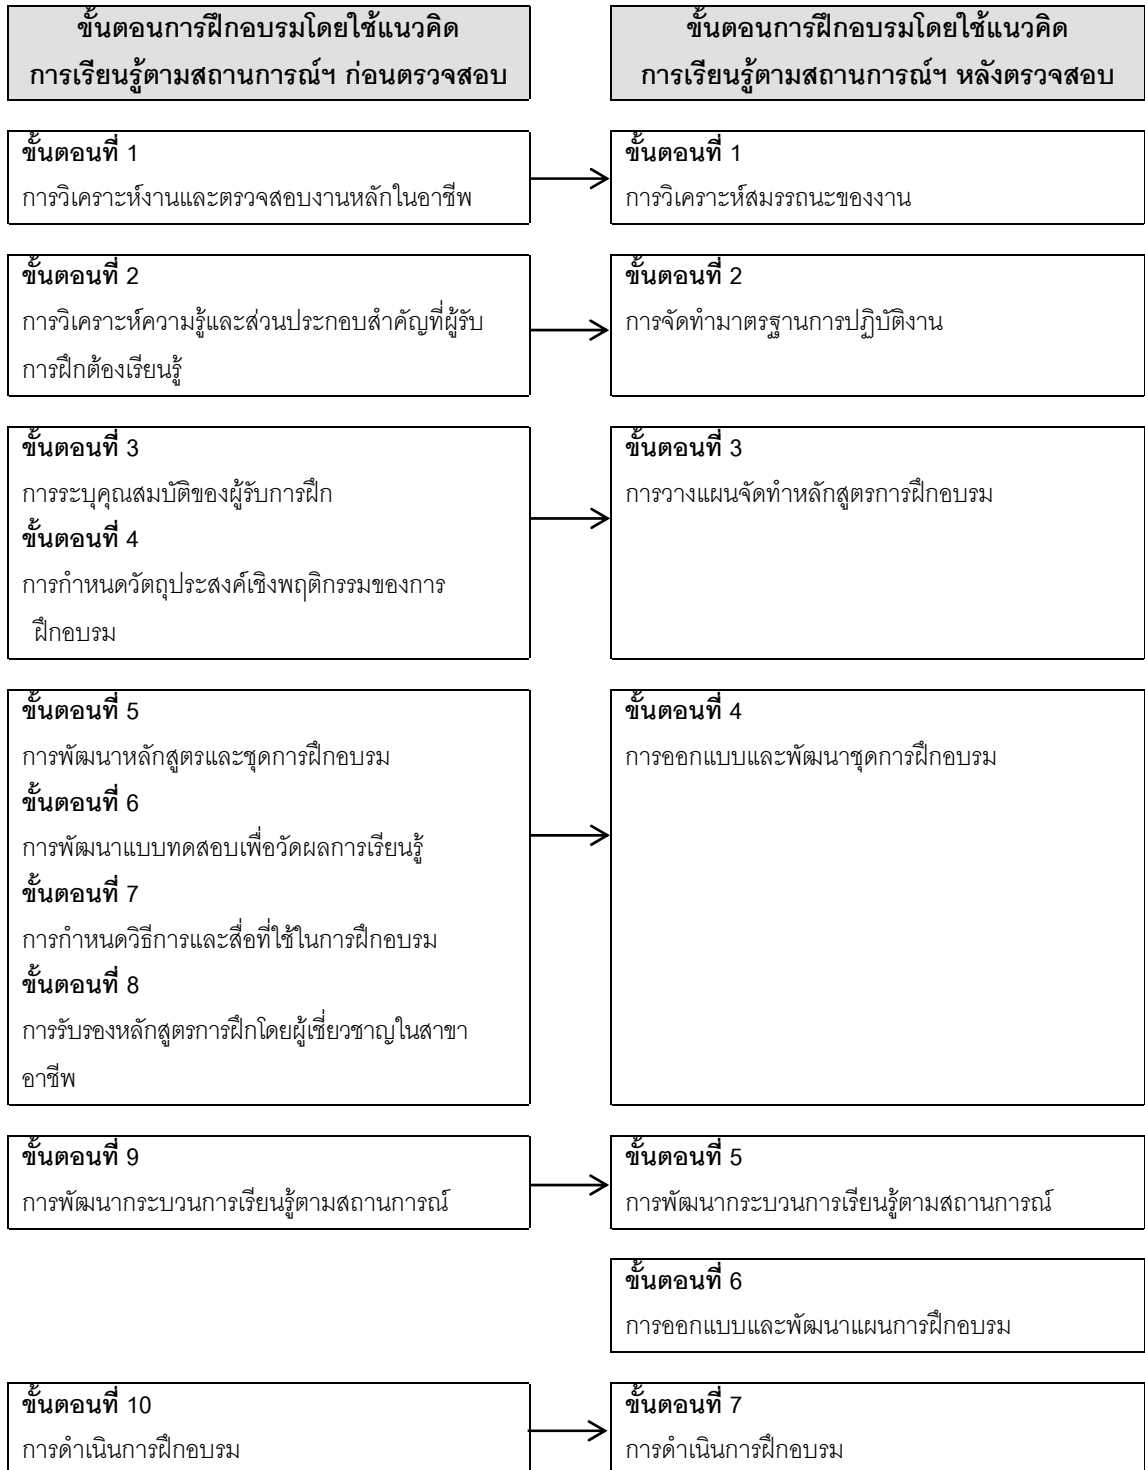 ขั้นตอนการฝึกอบรมโดยใช้แนวคิด
การเรียนรู้ตามสถานการณ์ฯ ก่อนตรวจสอบ
ขั้นตอนการฝึกอบรมโดยใช้แนวคิด
การเรียนรู้ตามสถานการณ์ฯ หลังตรวจสอบ
ขั้นตอนที่ 1
การวิเคราะห์งานและตรวจสอบงานหลักในอาชีพ
ขั้นตอนที่ 1
การวิเคราะห์สมรรถนะของงาน
ขั้นตอนที่ 2
การวิเคราะห์ความรู้และส่วนประกอบสำคัญที่ผู้รับ
การฝึกต้องเรียนรู้
ขั้นตอนที่ 2
การจัดทำมาตรฐานการปฏิบัติงาน
ขั้นตอนที่ 3
การระบุคุณสมบัติของผู้รับการฝึก
ขั้นตอนที่ 4
การกำหนดวัตถุประสงค์เชิงพฤติกรรมของการ
ฝึกอบรม
ขั้นตอนที่ 3
การวางแผนจัดทำหลักสูตรการฝึกอบรม
ขั้นตอนที่ 5
การพัฒนาหลักสูตรและชุดการฝึกอบรม
ขั้นตอนที่ 6
การพัฒนาแบบทดสอบเพื่อวัดผลการเรียนรู้
ขั้นตอนที่ 7
การกำหนดวิธีการและสื่อที่ใช้ในการฝึกอบรม
ขั้นตอนที่ 8
การรับรองหลักสูตรการฝึกโดยผู้เชี่ยวชาญในสาขา
อาชีพ
ขั้นตอนที่ 4
การออกแบบและพัฒนาชุดการฝึกอบรม
ขั้นตอนที่ 9
การพัฒนากระบวนการเรียนรู้ตามสถานการณ์
ขั้นตอนที่ 5
การพัฒนากระบวนการเรียนรู้ตามสถานการณ์
ขั้นตอนที่ 6
การออกแบบและพัฒนาแผนการฝึกอบรม
ขั้นตอนที่ 10
การดำเนินการฝึกอบรม
ขั้นตอนที่ 7
การดำเนินการฝึกอบรม